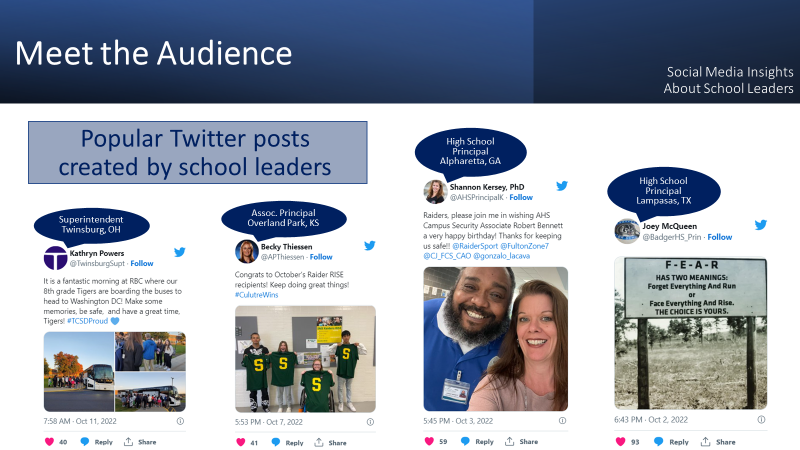 Meet the Audience
Social Media Insights
About School Leaders
Popular Twitter posts
created by school leaders
Superintendent
Twinsburg, OH
Kathryn Powers
@TwinsburgSupt · Follow
It is a fantastic morning at RBC where our
8th grade Tigers are boarding the buses to
head to Washington DC! Make some
memories, be safe, and have a great time,
Tigers! #TCSDProud 💙
7:58 AM · Oct 11, 2022
40 Reply Share
Assoc. Principal
Overland Park, KS
Becky Thiessen
@APThiessen · Follow
Congrats to October's Raider RISE
recipients! Keep doing great things!
#CulutreWins
S
S
S
S
5:53 PM · Oct 7, 2022
41 Reply Share
High School
Principal
Alpharetta, GA
Shannon Kersey, PhD
@AHSPrincipalK · Follow
Raiders, please join me in wishing AHS
Campus Security Associate Robert Bennett
a very happy birthday! Thanks for keeping
us safe!! @RaiderSport @FultonZone7
@CJ_FCS_CAO @gonzalo_lacava
5:45 PM · Oct 3, 2022
59 Reply Share
High School
Principal
Lampasas, TX
Joey McQueen
@BadgerHS_Prin · Follow
F-E-A-R
HAS TWO MEANINGS:
Forget Everything And Run
or
Face Everything And Rise.
THE CHOICE IS YOURS.
6:43 PM · Oct 2, 2022
93 Reply Share